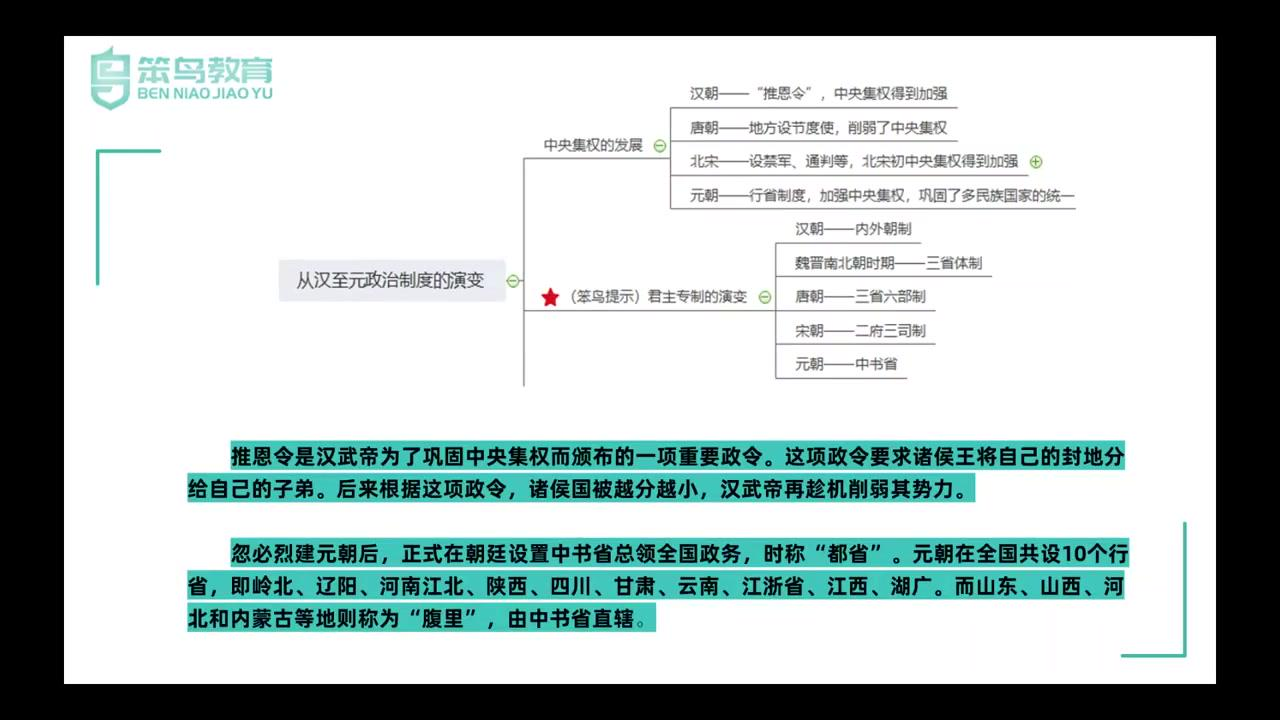 笨鸟教育
BEN NIAO JIAO YU
汉朝——“推恩令”，中央集权得到加强
唐朝——地方设节度使，削弱了中央集权
中央集权的发展
北宋——设禁军、通判等，北宋初中央集权得到加强
元朝——行省制度，加强中央集权，巩固了多民族国家的统一
汉朝——内外朝制
魏晋南北朝时期——三省体制
从汉至元政治制度的演变
（笨鸟提示）君主专制的演变
唐朝——三省六部制
宋朝——二府三司制
元朝——中书省
推恩令是汉武帝为了巩固中央集权而颁布的一项重要政令。这项政令要求诸侯王将自己的封地分
给自己的子弟。后来根据这项政令，诸侯国被越分越小，汉武帝再趁机削弱其势力。
忽必烈建元朝后，正式在朝廷设置中书省总领全国政务，时称“都省”。元朝在全国共设10个行
省，即岭北、辽阳、河南江北、陕西、四川、甘肃、云南、江浙省、江西、湖广。而山东、山西、河
北和内蒙古等地则称为“腹里”，由中书省直辖。